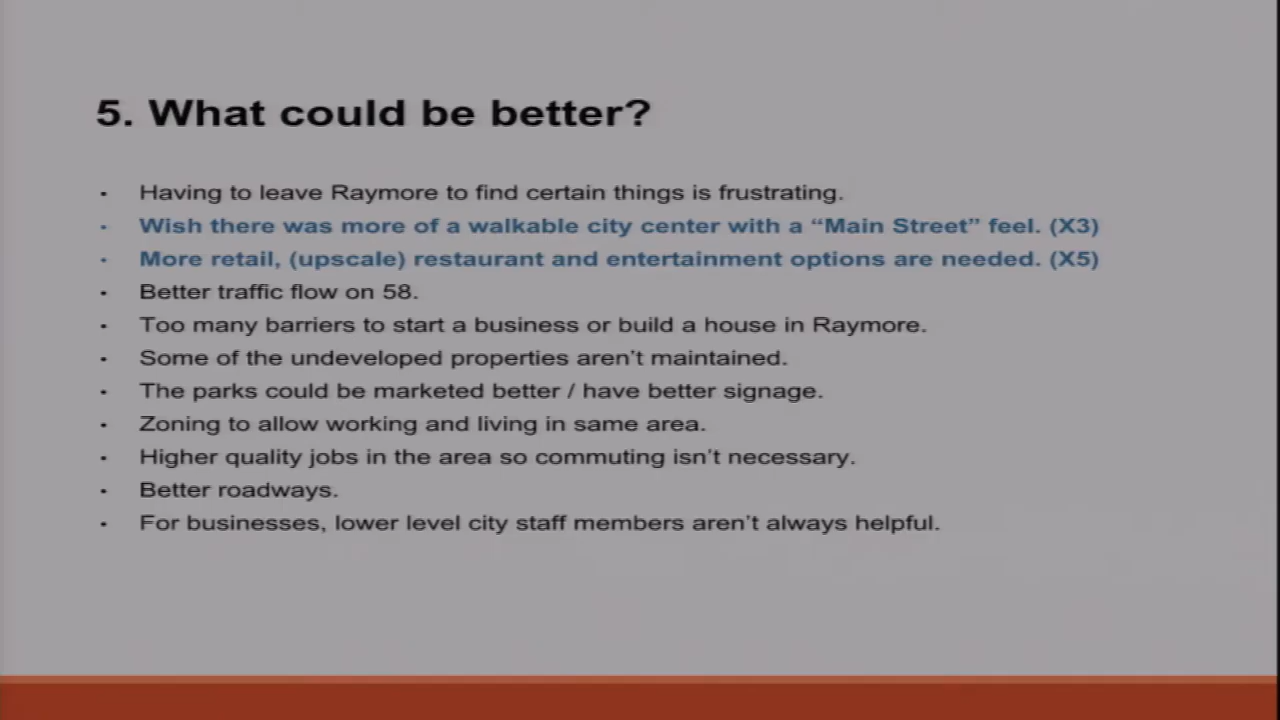 5. What could be better?
· Having to leave Raymore to find certain things is frustrating.
· Wish there was more of a walkable city center with a “Main Street” feel. (X3)
· More retail, (upscale) restaurant and entertainment options are needed. (X5)
· Better traffic flow on 58.
· Too many barriers to start a business or build a house in Raymore.
· Some of the undeveloped properties aren’t maintained.
· The parks could be marketed better / have better signage.
· Zoning to allow working and living in same area.
· Higher quality jobs in the area so commuting isn’t necessary.
· Better roadways.
· For businesses, lower level city staff members aren’t always helpful.